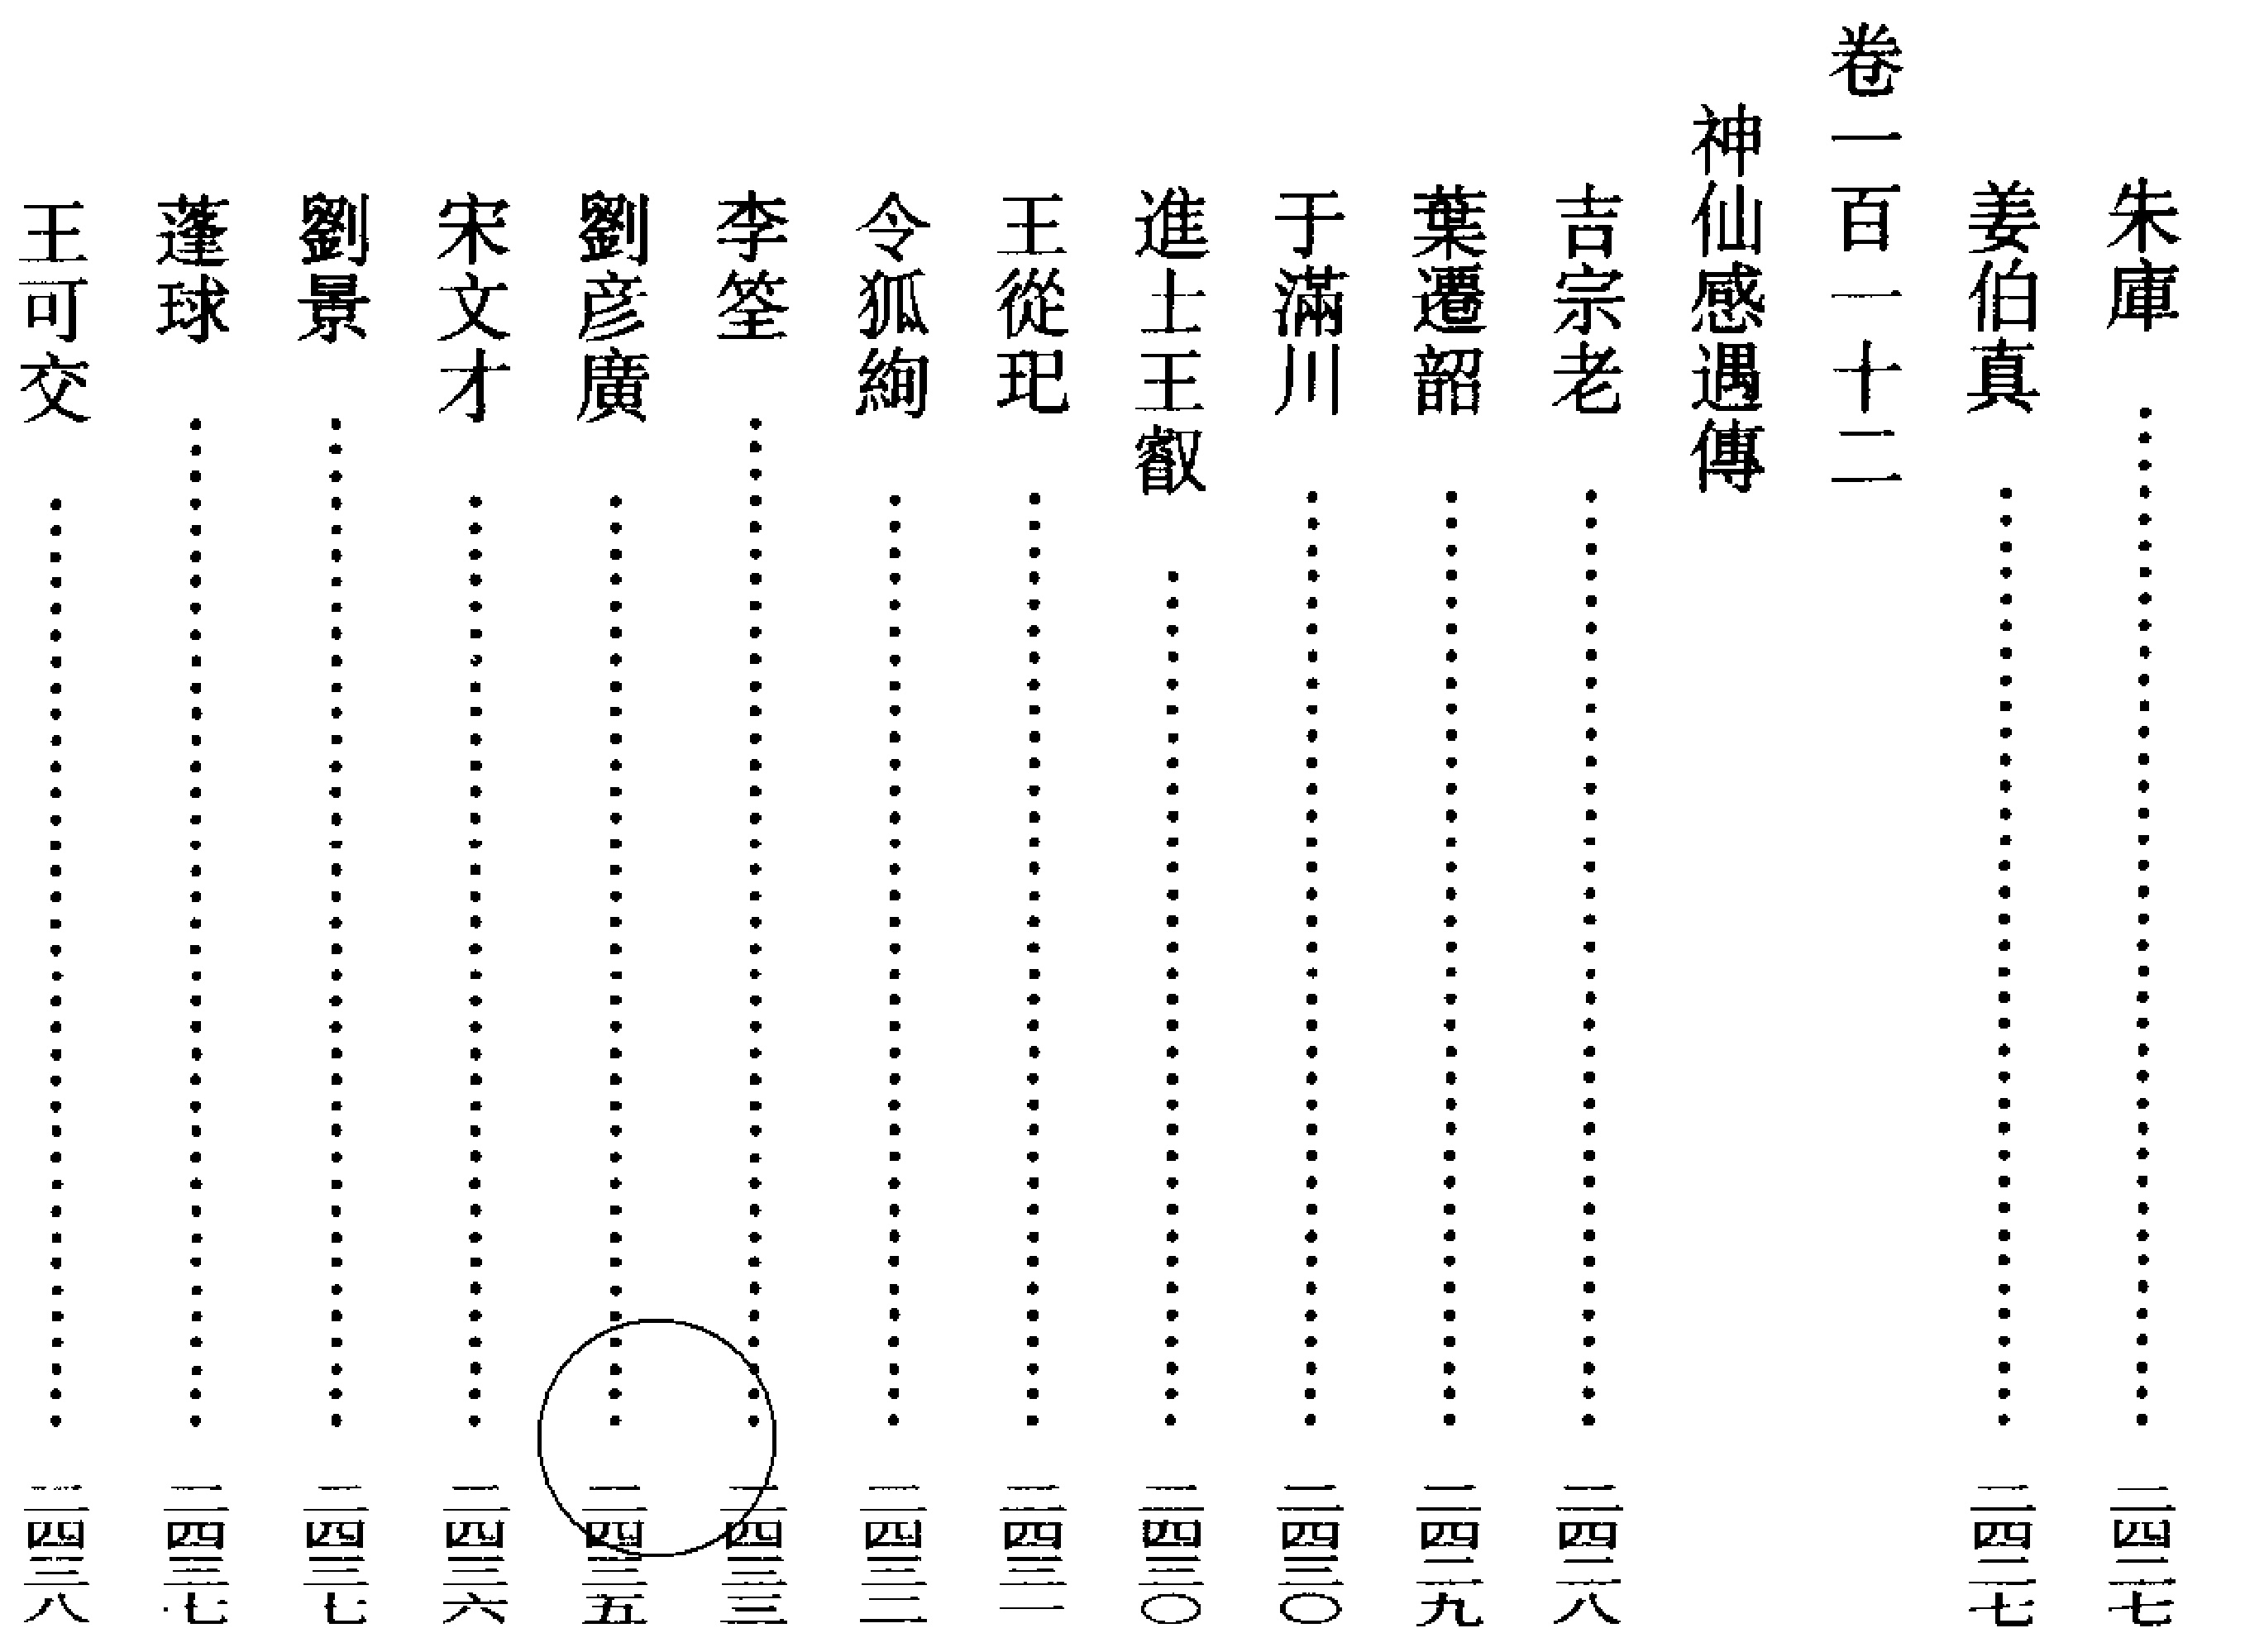 朱庫……二四二七
姜伯真……二四二七
卷一百一十二
神仙感遇傳
吉宗老……二四二八
葉遷韶……二四二九
于滿川……二四三〇
進士王叡……二四三〇
王從玘……二四三一
令狐絢……二四三二
李筌……二四三三
劉彥廣……二四三五
宋文才……二四三六
劉景……二四三七
蓬球……二四三七
王可交……二四三八